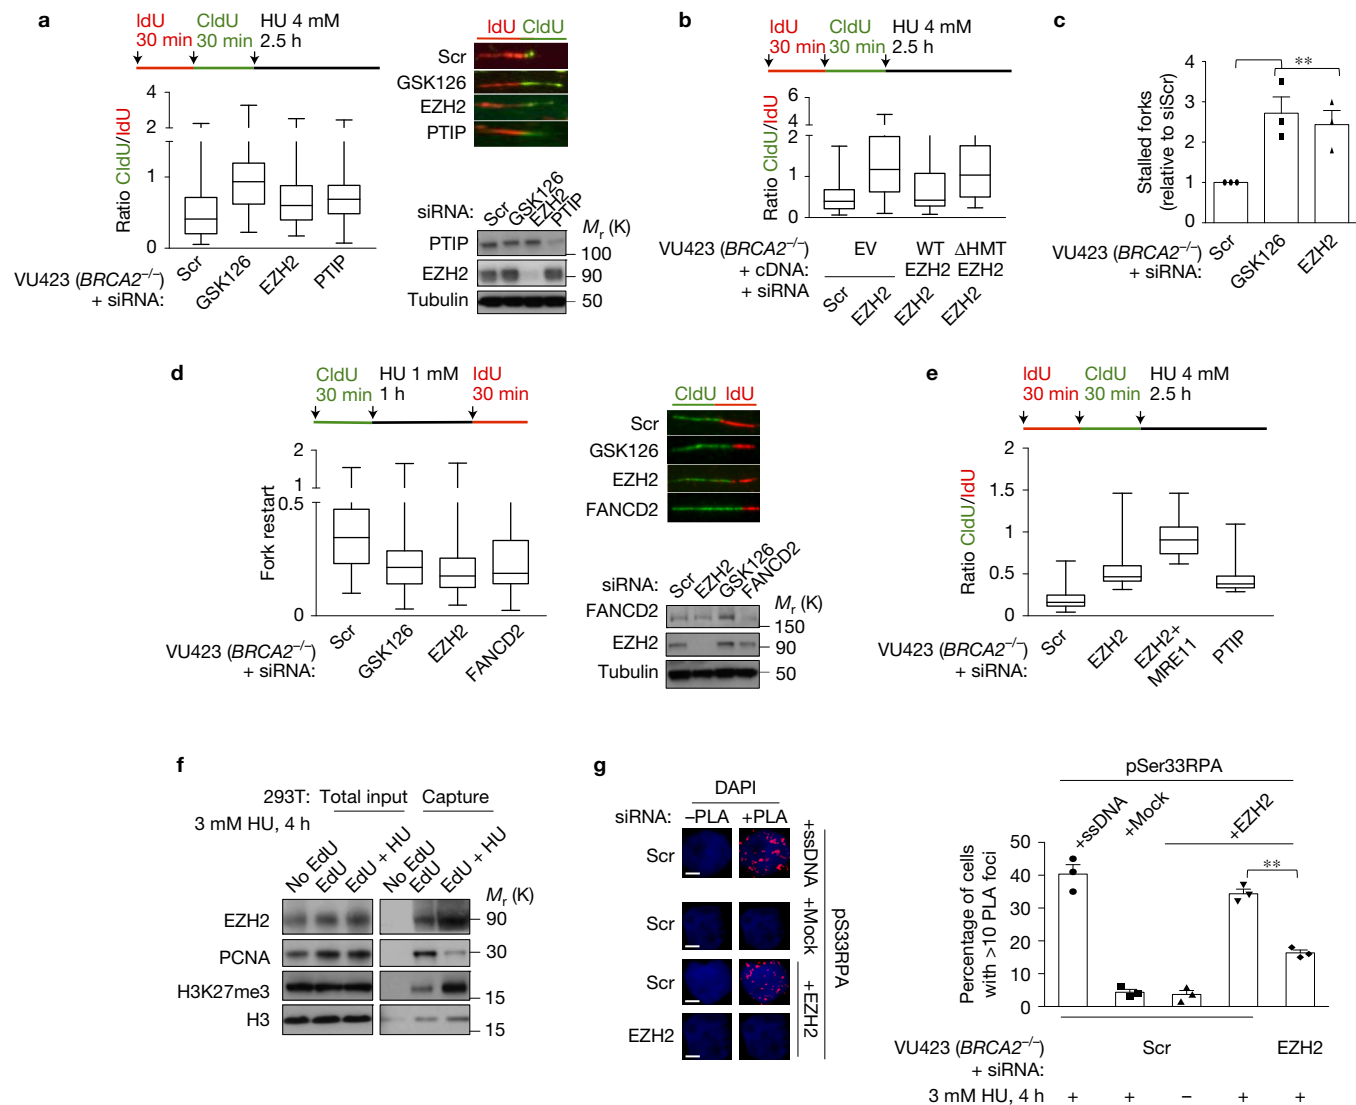 a
IdU CldU HU 4 mM
30 min 30 min 2.5 h
Ratio CldU/IdU
4
2
1
0
VU423 (BRCA2–/–)
+ siRNA:
Scr
GSK126
EZH2
PTIP
IdU CldU
Scr
GSK126
EZH2
PTIP
siRNA:
Scr
GSK126
EZH2
PTIP
Mr (K)
PTIP
100
EZH2
90
Tubulin
50
b
IdU CldU HU 4 mM
30 min 30 min 2.5 h
Ratio CldU/IdU
6
4
2
1
0
VU423 (BRCA2–/–)
+ cDNA:
+ siRNA
EV
WT ΔHMT
EZH2 EZH2
Scr
EZH2
EZH2
EZH2
c
Stalled forks
(relative to siScr)
4
3
2
1
0
**
VU423 (BRCA2–/–)
+ siRNA:
Scr
GSK126
EZH2
d
CldU HU 1 mM IdU
30 min 1 h 30 min
Fork restart
2
1
0.5
0
VU423 (BRCA2–/–)
+ siRNA:
Scr
GSK126
EZH2
FANCD2
CldU IdU
Scr
GSK126
EZH2
FANCD2
siRNA:
Scr
EZH2
GSK126
FANCD2
Mr (K)
FANCD2
150
EZH2
90
Tubulin
50
e
IdU CldU HU 4 mM
30 min 30 min 2.5 h
Ratio CldU/IdU
2
1.5
1
0.5
0
VU423 (BRCA2–/–)
+ siRNA:
Scr
EZH2
EZH2+
MRE11
PTIP
f
293T: Total input Capture
3 mM HU, 4 h
No EdU
EdU
EdU + HU
No EdU
EdU
EdU + HU
Mr (K)
EZH2
90
PCNA
30
H3K27me3
15
H3
15
g
DAPI
siRNA: –PLA +PLA
Scr
Scr
Scr
EZH2
+ssDNA
+Mock
+EZH2
pS33RPA
pSer33RPA
+ssDNA
+Mock
+EZH2
Percentage of cells
with >10 PLA foci
50
40
30
20
10
0
**
VU423 (BRCA2–/–)
+ siRNA:
Scr EZH2
3 mM HU, 4 h + + – + +